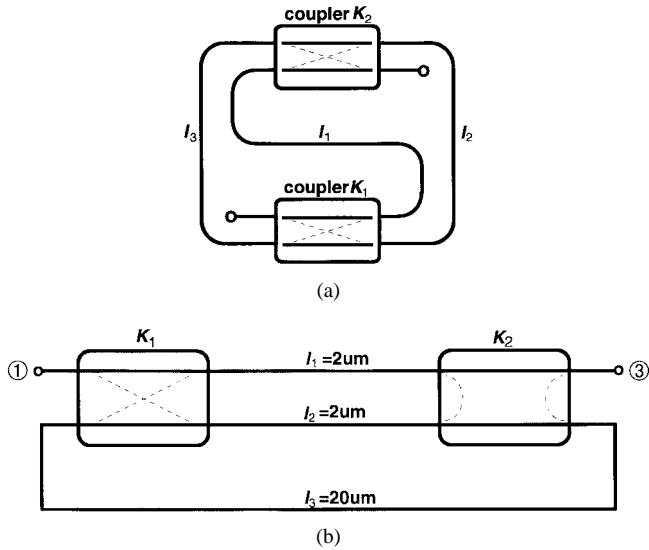 coupler K₂
l₃
l₁
l₂
coupler K₁
(a)
K₁
K₂
① l₁=2um ③
l₂=2um
l₃=20um
(b)